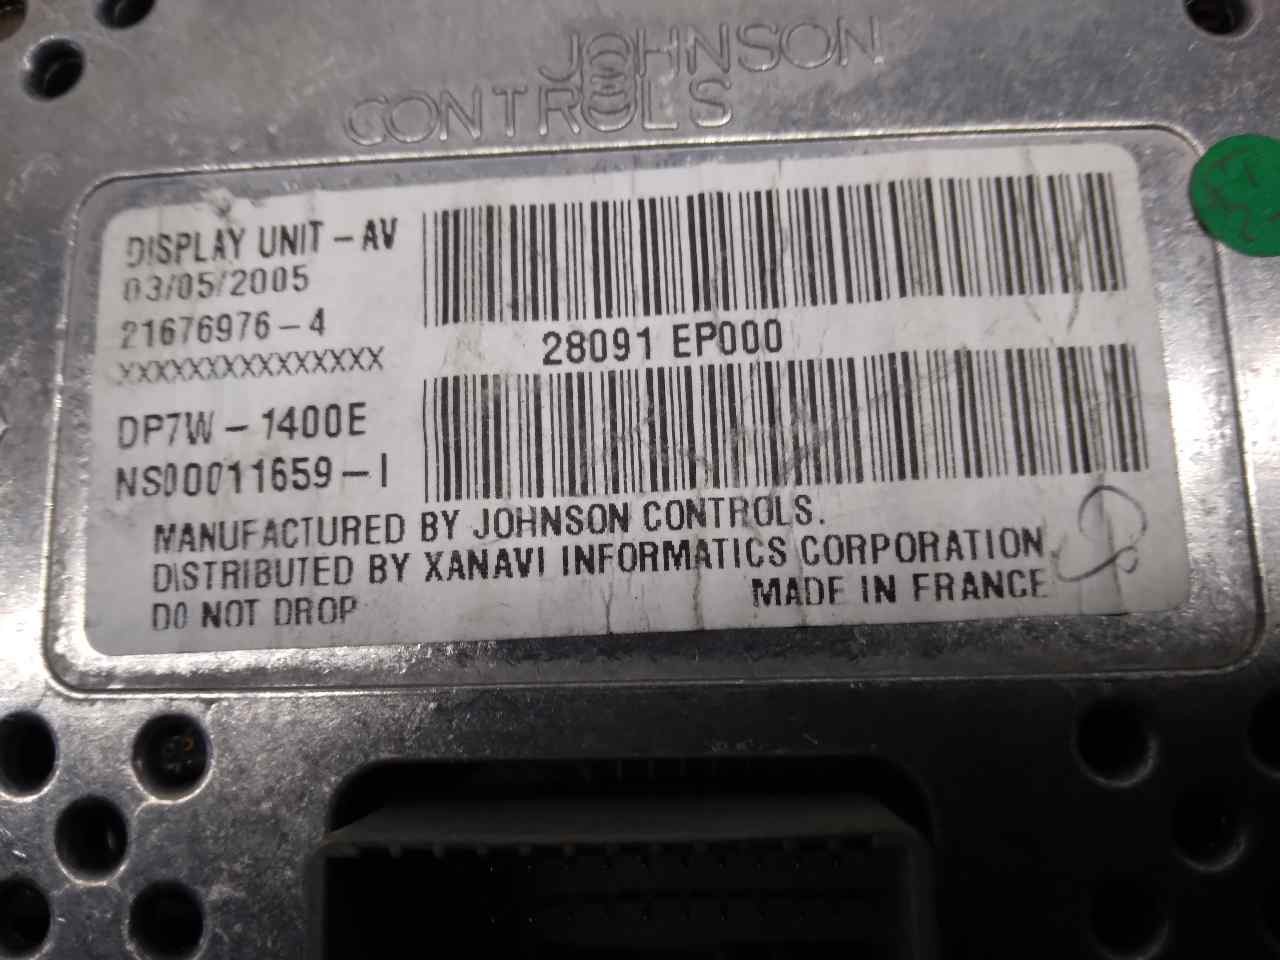 JOHNSON
CONTROLS
DISPLAY UNIT - AV
03/05/2005
21676976-4
XXXXXXXXXXXXXXX
28091 EP000
DP7W-1400E
NS00011659-I
MANUFACTURED BY JOHNSON CONTROLS.
DISTRIBUTED BY XANAVI INFORMATICS CORPORATION.
DO NOT DROP
MADE IN FRANCE